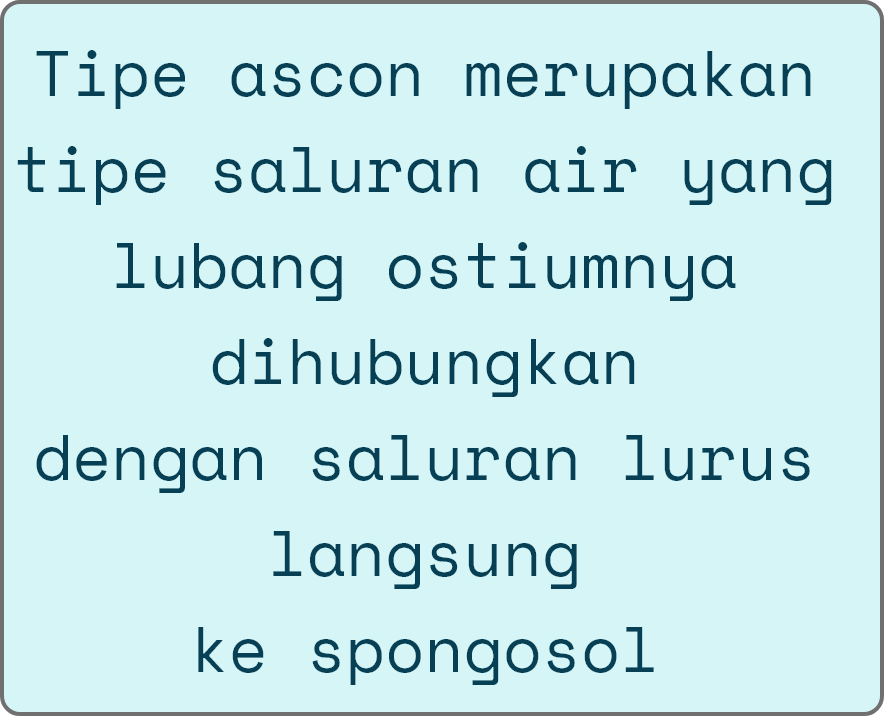 Tipe ascon merupakan
tipe saluran air yang
lubang ostiumnya
dihubungkan
dengan saluran lurus
langsung
ke spongosol